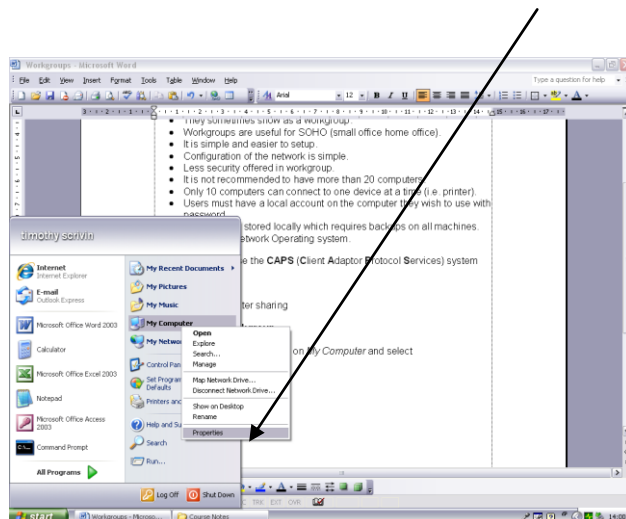 Workgroups - Microsoft Word
File Edit View Insert Format Tools Table Window Help
Type a question for help
Arial 12 B I U
They sometimes show as a workgroup.
Workgroups are useful for SOHO (small office home office).
It is simple and easier to setup.
Configuration of the network is simple.
Less security offered in workgroup.
It is not recommended to have more than 20 computers.
Only 10 computers can connect to one device at a time (i.e. printer).
Users must have a local account on the computer they wish to use with
password.
stored locally which requires backups on all machines.
etwork Operating system.
e the CAPS (Client Adaptor Protocol Services) system
ter sharing
on My Computer and select
timothy scrivin
Internet
Internet Explorer
E-mail
Outlook Express
Microsoft Office Word 2003
Calculator
Microsoft Office Excel 2003
Notepad
Microsoft Office Access
2003
Command Prompt
All Programs
My Recent Documents
My Pictures
My Music
My Computer
My Netwo
Control Pan
Set Program
Defaults
Printers and
Help and Su
Search
Run...
Open
Explore
Search...
Manage
Map Network Drive...
Disconnect Network Drive...
Show on Desktop
Rename
Properties
Log Off Shut Down
TRK EXT OVR
start
Workgroups - Microso...
Course Notes
14:00